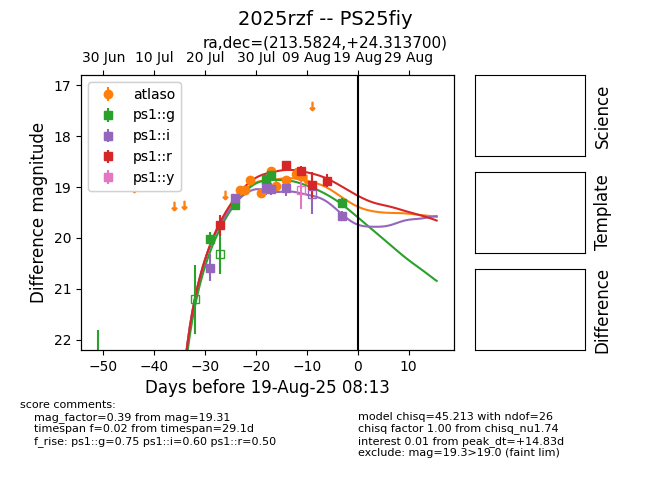 2025rzf -- PS25fiy
ra,dec=(213.5824,+24.313700)
30 Jun 10 Jul 20 Jul 30 Jul 09 Aug 19 Aug 29 Aug
atlaso
ps1::g
ps1::i
ps1::r
ps1::y
17
18
19
20
21
22
Difference magnitude
−50 −40 −30 −20 −10 0 10
Days before 19-Aug-25 08:13
Science
Template
Difference
score comments:
mag_factor=0.39 from mag=19.31
timespan f=0.02 from timespan=29.1d
f_rise: ps1::g=0.75 ps1::i=0.60 ps1::r=0.50
model chisq=45.213 with ndof=26
chisq factor 1.00 from chisq_nu1.74
interest 0.01 from peak_dt=+14.83d
exclude: mag=19.3>19.0 (faint lim)